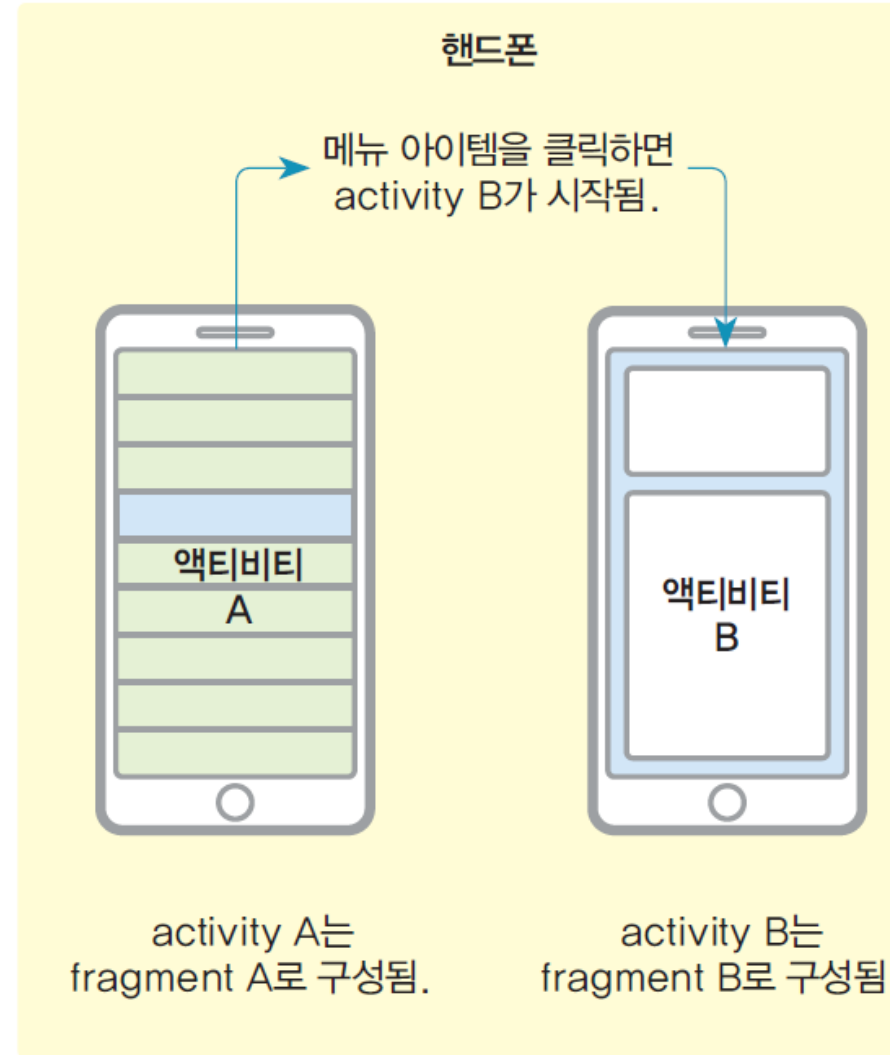 핸드폰
메뉴 아이템을 클릭하면
activity B가 시작됨.
액티비티
A
액티비티
B
activity A는
fragment A로 구성됨.
activity B는
fragment B로 구성됨